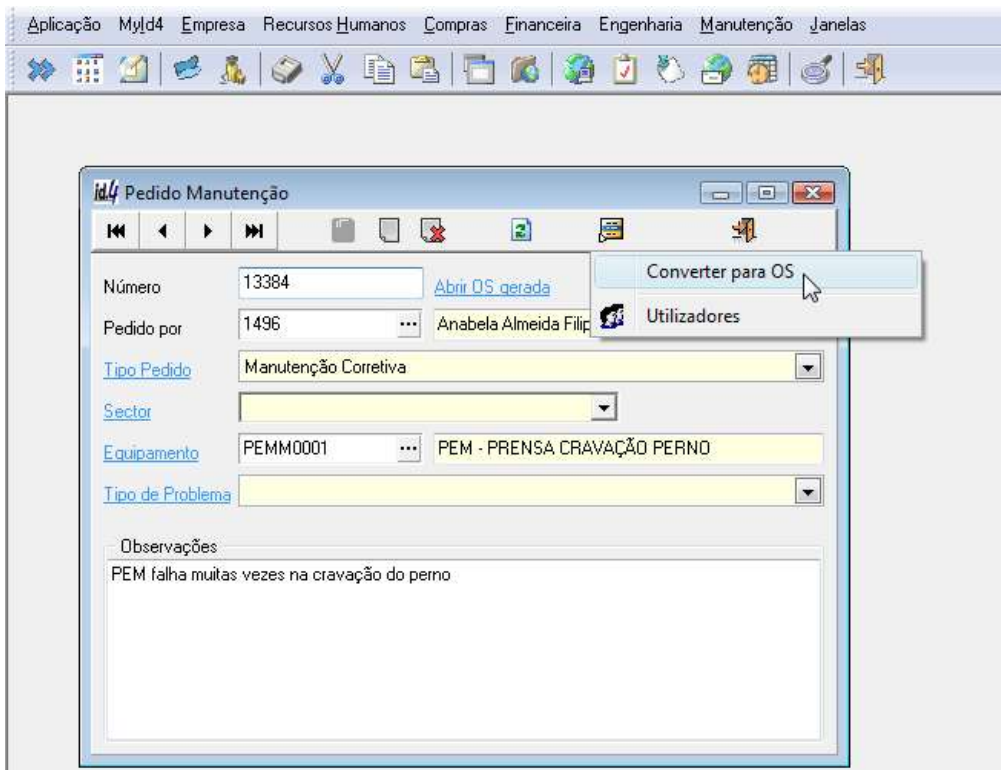 Aplicação MyId4 Empresa Recursos Humanos Compras Financeira Engenharia Manutenção Janelas
id.4 Pedido Manutenção
Número 13384 Abrir OS gerada
Converter para OS
Pedido por 1496 ... Anabela Almeida Filip
Utilizadores
Tipo Pedido Manutenção Corretiva
Sector
Equipamento PEMM0001 ... PEM - PRENSA CRAVAÇÃO PERNO
Tipo de Problema
Observações
PEM falha muitas vezes na cravação do perno